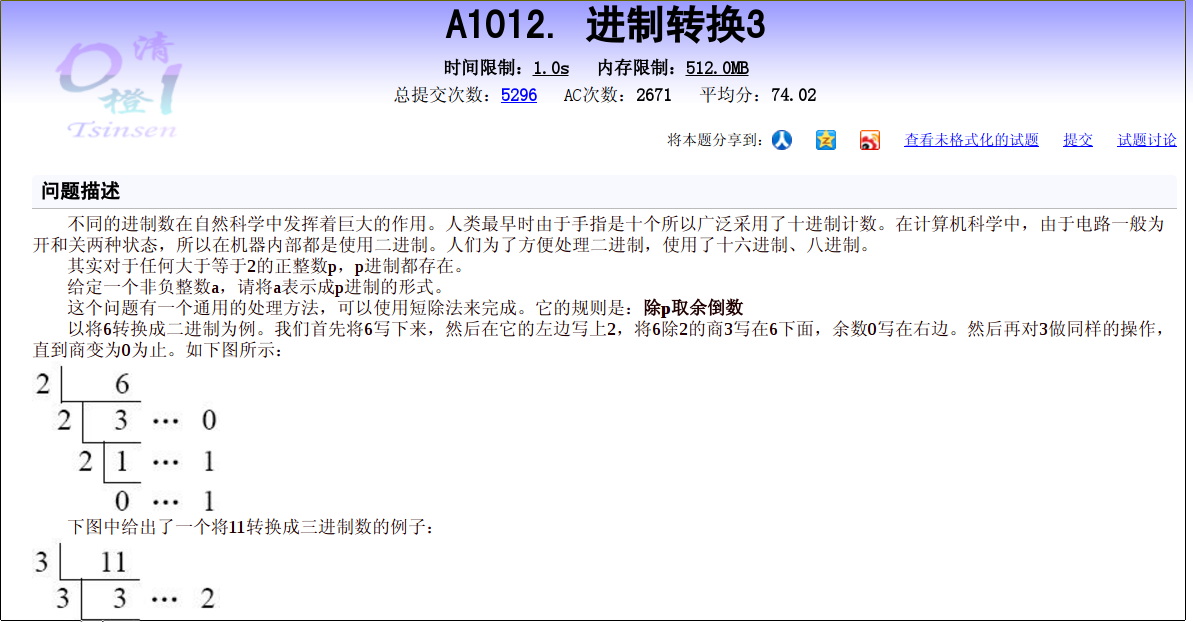 A1012. 进制转换3
清
橙
Tsinsen
时间限制：1.0s 内存限制：512.0MB
总提交次数：5296 AC次数：2671 平均分：74.02
将本题分享到： 查看未格式化的试题 提交 试题讨论
问题描述
不同的进制数在自然科学中发挥着巨大的作用。人类最早时由于手指是十个所以广泛采用了十进制计数。在计算机科学中，由于电路一般为
开和关两种状态，所以在机器内部都是使用二进制。人们为了方便处理二进制，使用了十六进制、八进制。
其实对于任何大于等于2的正整数p，p进制都存在。
给定一个非负整数a，请将a表示成p进制的形式。
这个问题有一个通用的处理方法，可以使用短除法来完成。它的规则是：除p取余倒数
以将6转换成二进制为例。我们首先将6写下来，然后在它的左边写上2，将6除2的商3写在6下面，余数0写在右边。然后再对3做同样的操作，
直到商变为0为止。如下图所示：
2 6
2 3 … 0
2 1 … 1
0 … 1
下图中给出了一个将11转换成三进制数的例子：
3 11
3 3 … 2